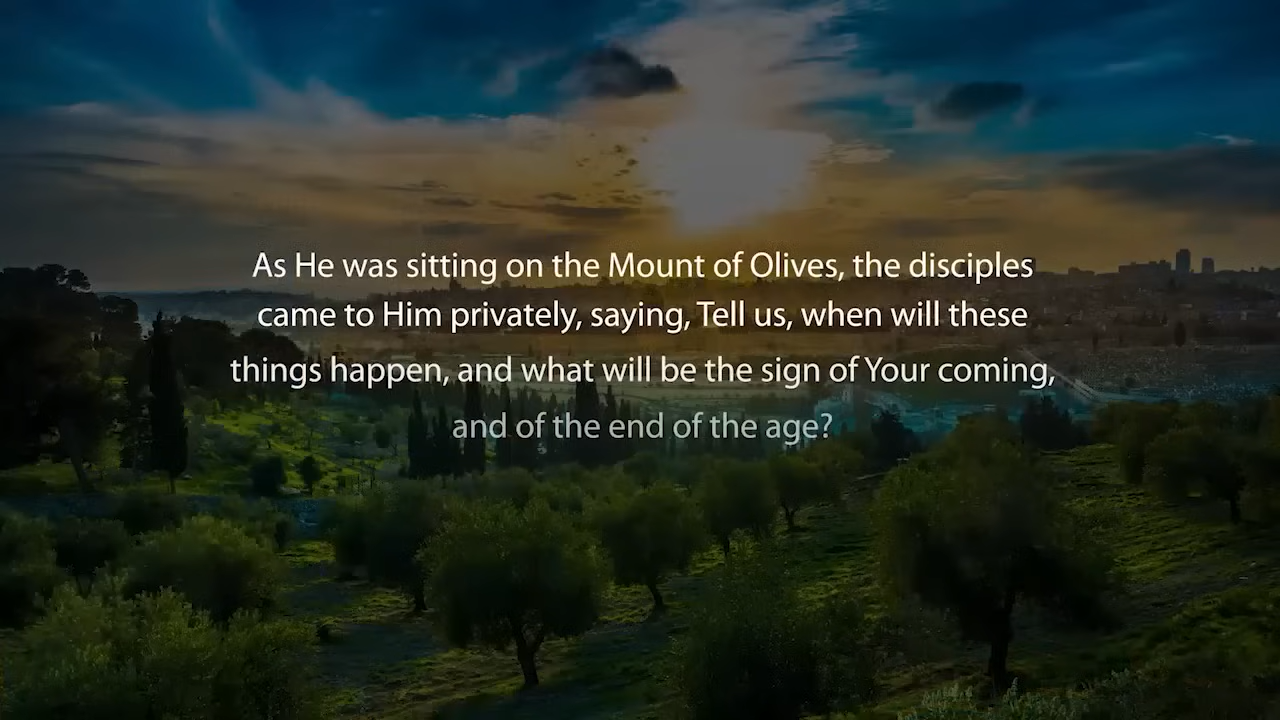 As He was sitting on the Mount of Olives, the disciples
came to Him privately, saying, Tell us, when will these
things happen, and what will be the sign of Your coming,
and of the end of the age?